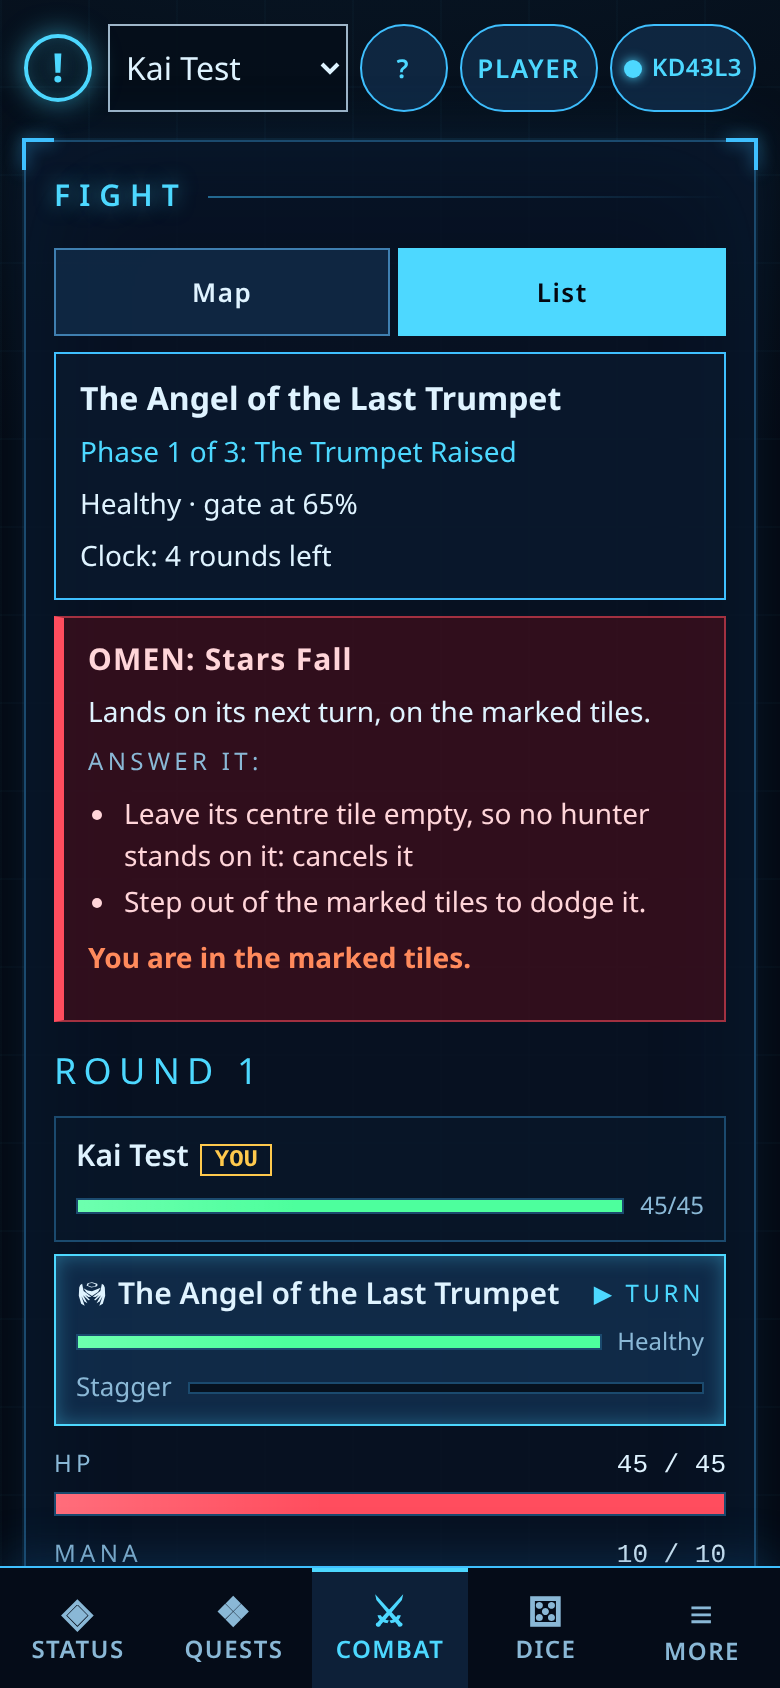 !
Kai Test
?
PLAYER
KD43L3
FIGHT
Map
List
The Angel of the Last Trumpet
Phase 1 of 3: The Trumpet Raised
Healthy · gate at 65%
Clock: 4 rounds left
OMEN: Stars Fall
Lands on its next turn, on the marked tiles.
ANSWER IT:
• Leave its centre tile empty, so no hunter
stands on it: cancels it
• Step out of the marked tiles to dodge it.
You are in the marked tiles.
ROUND 1
Kai Test YOU
45/45
The Angel of the Last Trumpet ▶ TURN
Healthy
Stagger
HP 45 / 45
MANA 10 / 10
STATUS
QUESTS
COMBAT
DICE
MORE